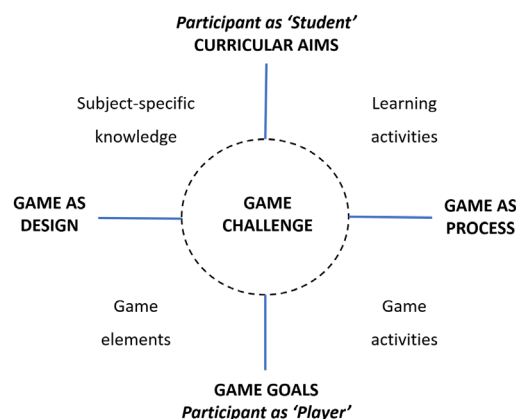 Participant as ‘Student’
CURRICULAR AIMS
Subject-specific
knowledge
Learning
activities
GAME AS
DESIGN
GAME
CHALLENGE
GAME AS
PROCESS
Game
elements
Game
activities
GAME GOALS
Participant as ‘Player’